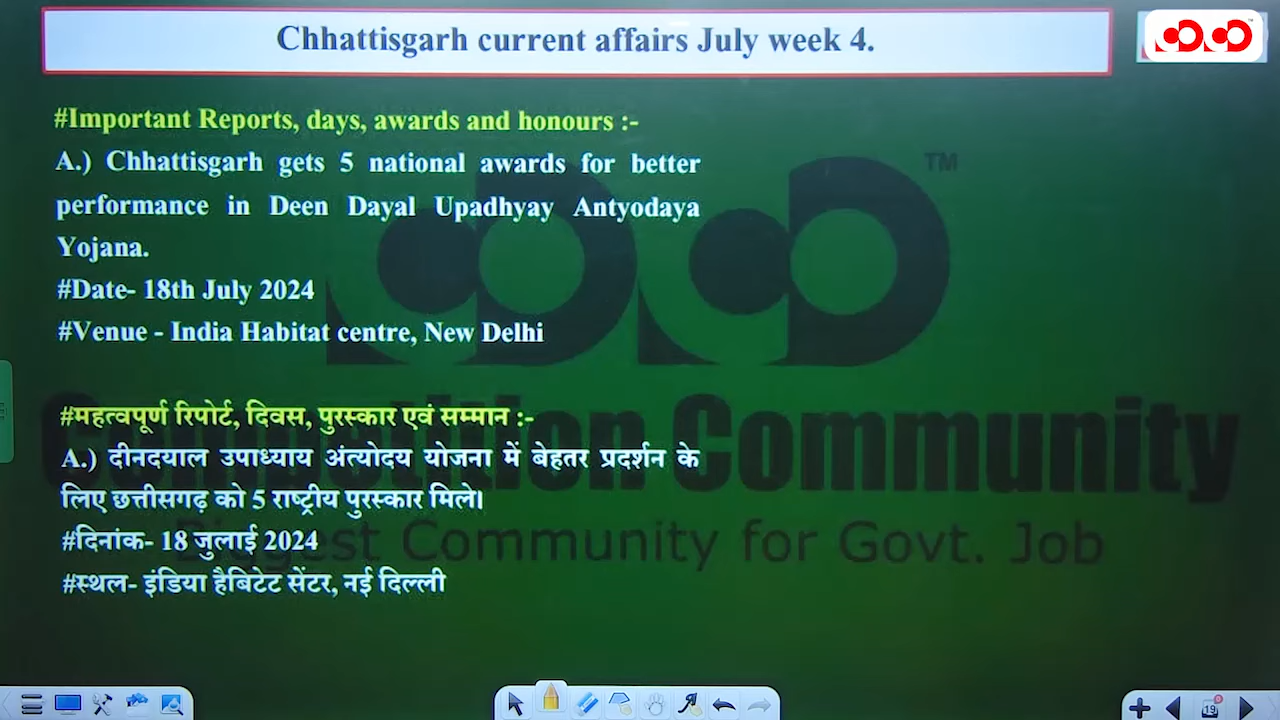 Chhattisgarh current affairs July week 4.
#Important Reports, days, awards and honours :-
A.) Chhattisgarh gets 5 national awards for better
performance in Deen Dayal Upadhyay Antyodaya
Yojana.
#Date- 18th July 2024
#Venue - India Habitat centre, New Delhi
#महत्वपूर्ण रिपोर्ट, दिवस, पुरस्कार एवं सम्मान :-
A.) दीनदयाल उपाध्याय अंत्योदय योजना में बेहतर प्रदर्शन के
लिए छत्तीसगढ़ को 5 राष्ट्रीय पुरस्कार मिले।
#दिनांक- 18 जुलाई 2024
#स्थल- इंडिया हैबिटेट सेंटर, नई दिल्ली
TM
Competition Community
Biggest Community for Govt. Job
19